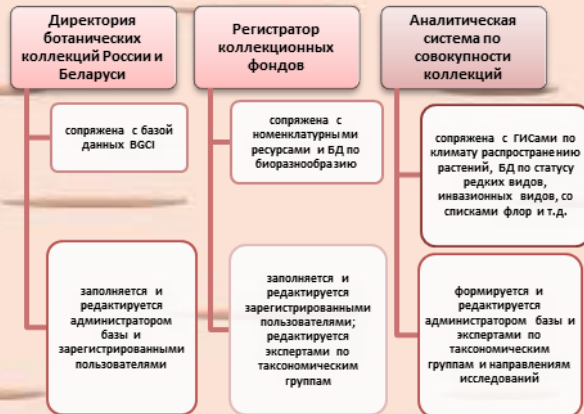 Директория
ботанических
коллекций России и
Беларуси
сопряжена с базой
данных BGCI
заполняется и
редактируется
администратором
базы и
зарегистрированными
пользователями
Регистратор
коллекционных
фондов
сопряжена с
номенклатурными
ресурсами и БД по
биоразнообразию
заполняется и
редактируется
зарегистрированными
пользователями;
редактируется
экспертами по
таксономическим
группам
Аналитическая
система по
совокупности
коллекций
сопряжена с ГИСами по
климату распространению
растений, БД по статусу
редких видов,
инвазионных видов, со
списками флор и т.д.
формируется и
редактируется
администратором базы и
экспертами по
таксономическим
группам и направлениям
исследований